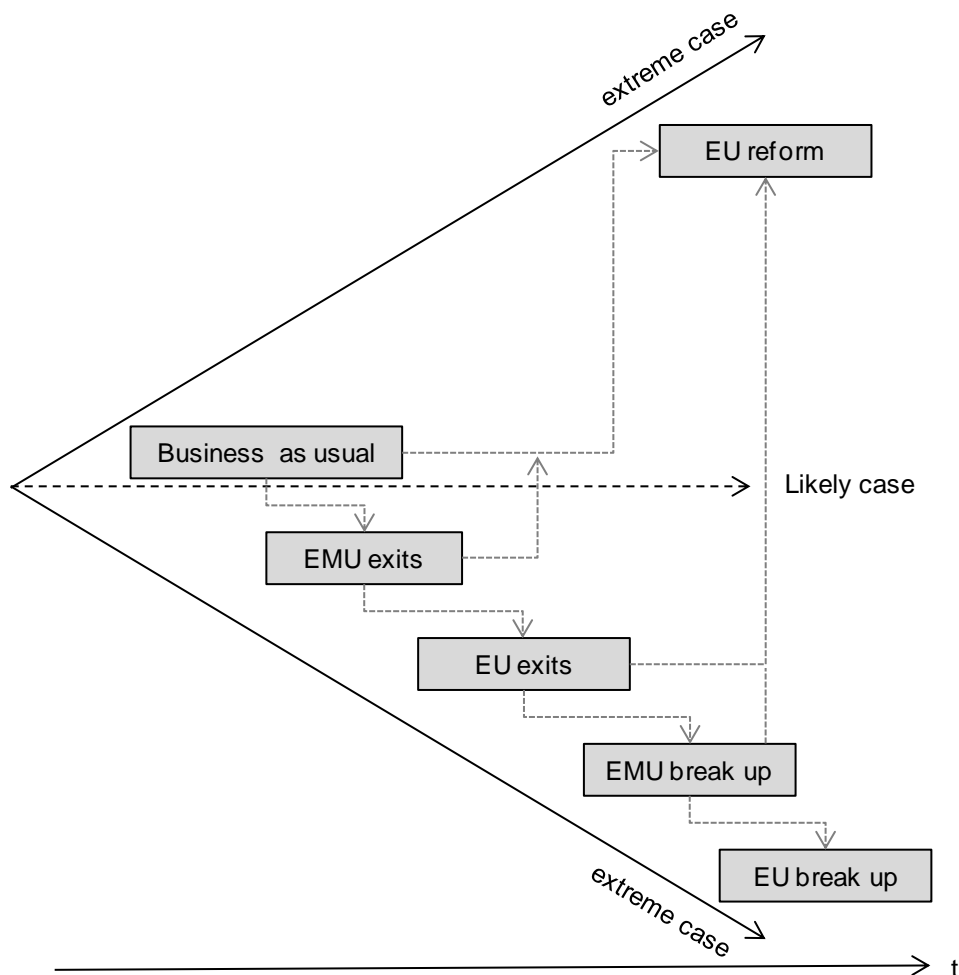 extreme case
EU reform
Business as usual
Likely case
EMU exits
EU exits
EMU break up
EU break up
extreme case
t